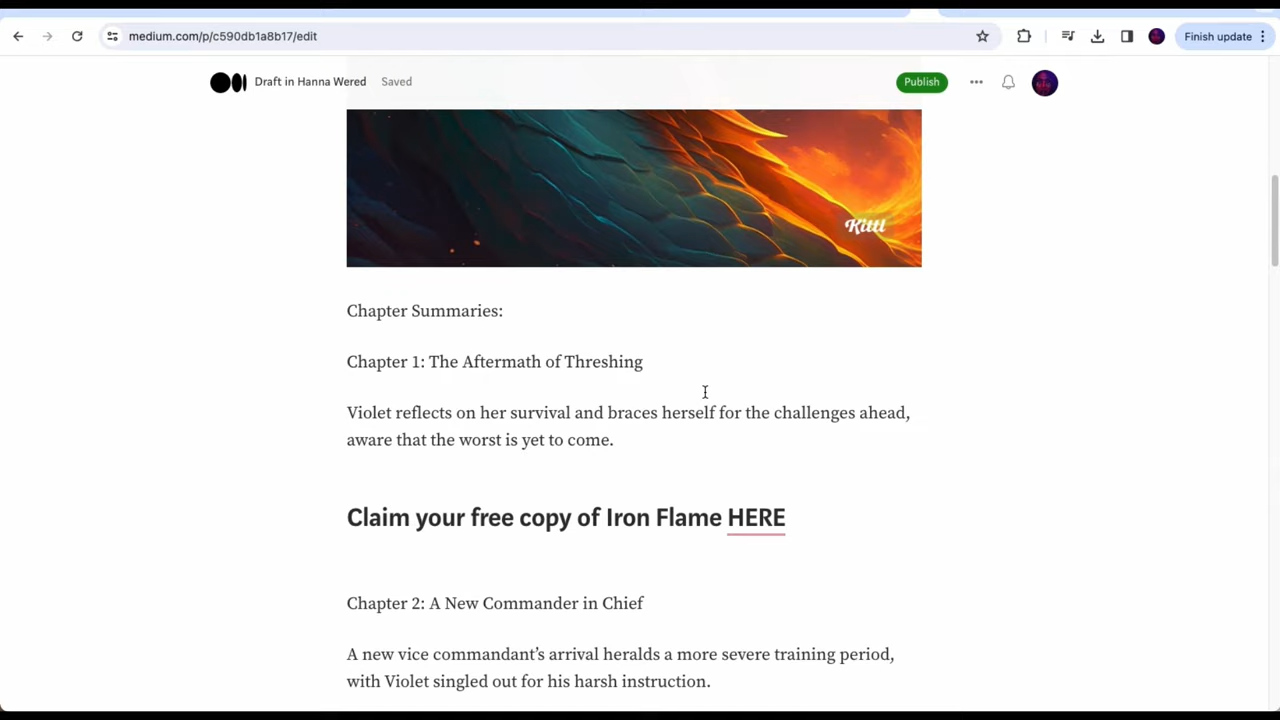 medium.com/p/c590db1a8b17/edit
Finish update
Draft in Hanna Wered Saved
Publish
Kittl
Chapter Summaries:
Chapter 1: The Aftermath of Threshing
Violet reflects on her survival and braces herself for the challenges ahead,
aware that the worst is yet to come.
Claim your free copy of Iron Flame HERE
Chapter 2: A New Commander in Chief
A new vice commandant’s arrival heralds a more severe training period,
with Violet singled out for his harsh instruction.